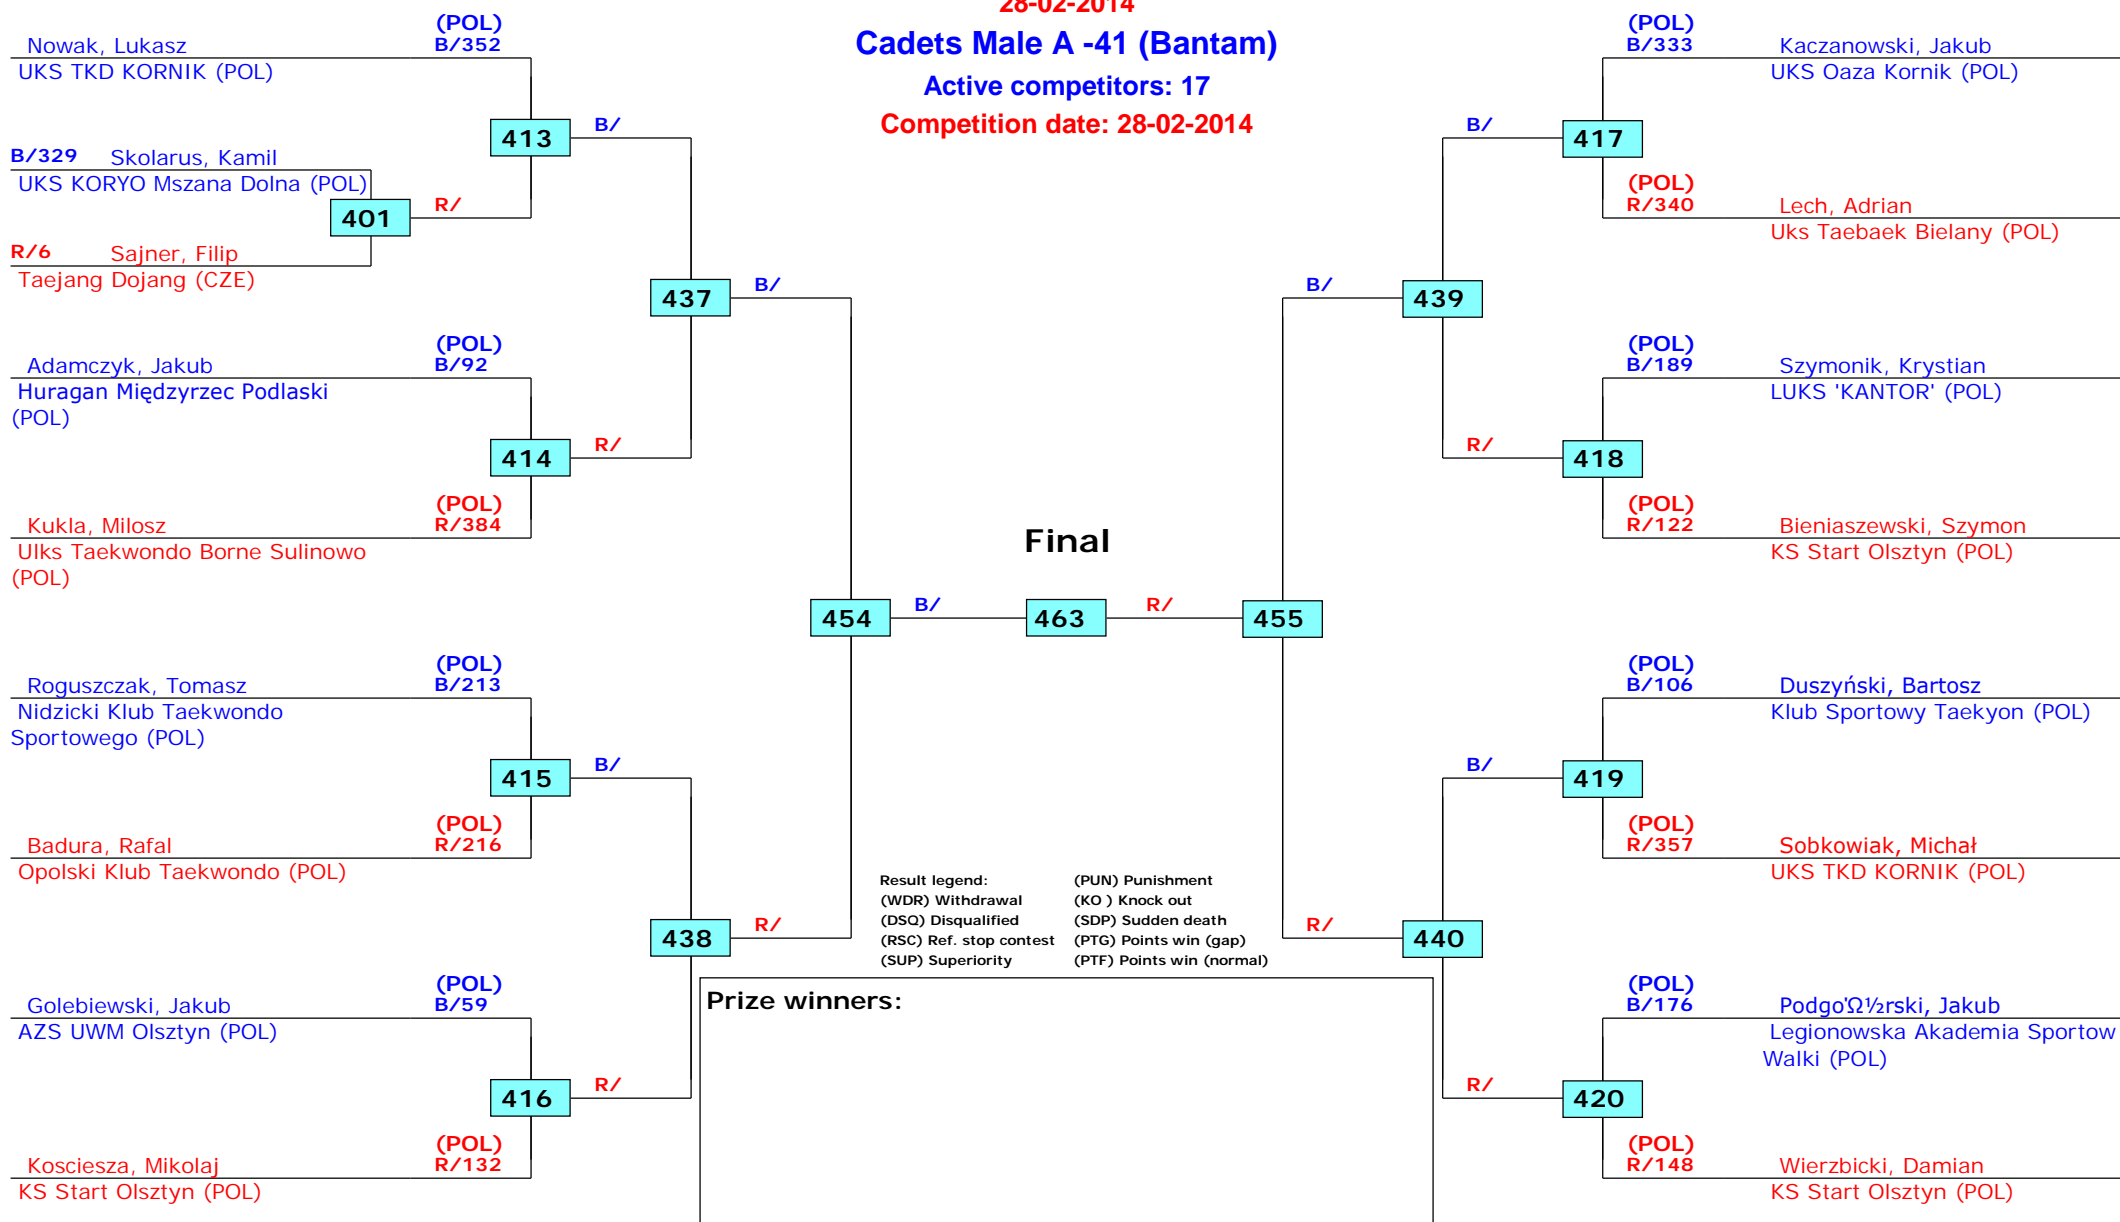 28-02-2014
Cadets Male A -41 (Bantam)
Active competitors: 17
Competition date: 28-02-2014
(POL)
Nowak, Lukasz B/352
UKS TKD KORNIK (POL)
413
B/
B/329 Skolarus, Kamil
UKS KORYO Mszana Dolna (POL)
401
R/
R/6 Sajner, Filip
Taejang Dojang (CZE)
437
B/
(POL)
Adamczyk, Jakub B/92
Huragan Międzyrzec Podlaski
(POL)
414
R/
(POL)
Kukla, Milosz R/384
Ulks Taekwondo Borne Sulinowo
(POL)
454
B/
(POL)
Roguszczak, Tomasz B/213
Nidzicki Klub Taekwondo
Sportowego (POL)
415
B/
(POL)
Badura, Rafal R/216
Opolski Klub Taekwondo (POL)
438
R/
(POL)
Golebiewski, Jakub B/59
AZS UWM Olsztyn (POL)
416
R/
(POL)
Kosciesza, Mikolaj R/132
KS Start Olsztyn (POL)
Final
463
R/
455
(POL)
B/333 Kaczanowski, Jakub
UKS Oaza Kornik (POL)
B/
417
(POL)
R/340 Lech, Adrian
Uks Taebaek Bielany (POL)
B/
439
(POL)
B/189 Szymonik, Krystian
LUKS 'KANTOR' (POL)
R/
418
(POL)
R/122 Bieniaszewski, Szymon
KS Start Olsztyn (POL)
(POL)
B/106 Duszyński, Bartosz
Klub Sportowy Taekyon (POL)
B/
419
(POL)
R/357 Sobkowiak, Michał
UKS TKD KORNIK (POL)
R/
440
(POL)
B/176 Podgo'Ω½rski, Jakub
Legionowska Akademia Sportow
Walki (POL)
R/
420
(POL)
R/148 Wierzbicki, Damian
KS Start Olsztyn (POL)
Result legend: (PUN) Punishment
(WDR) Withdrawal (KO ) Knock out
(DSQ) Disqualified (SDP) Sudden death
(RSC) Ref. stop contest (PTG) Points win (gap)
(SUP) Superiority (PTF) Points win (normal)
Prize winners: